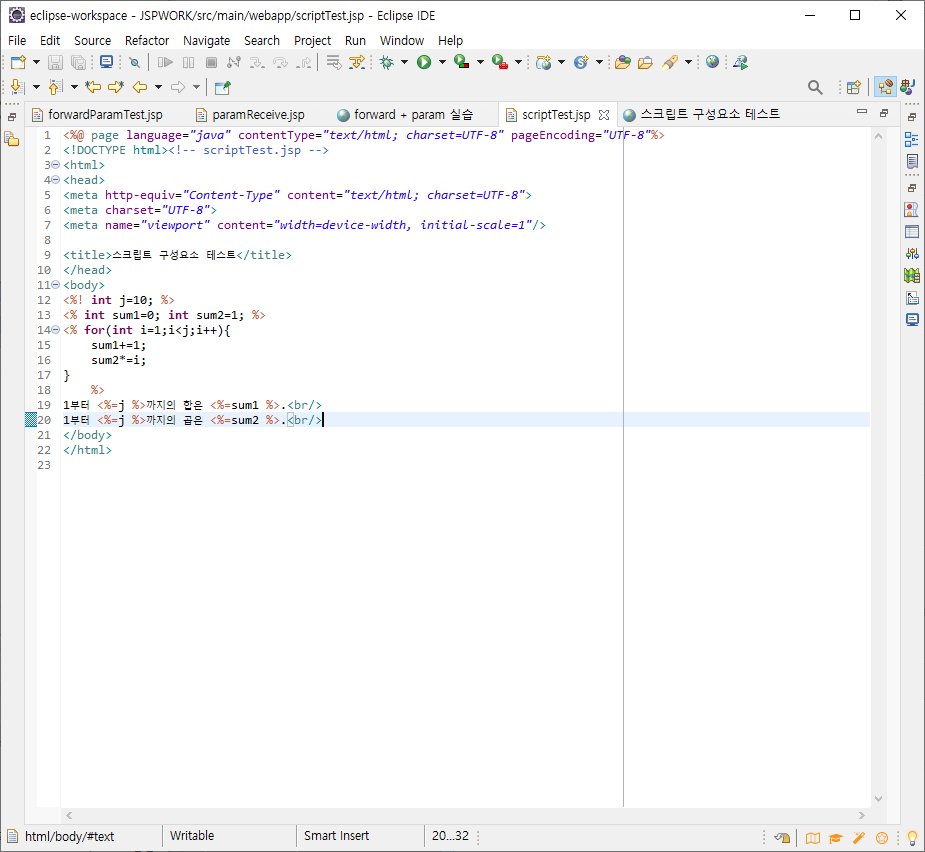 eclipse-workspace - JSPWORK/src/main/webapp/scriptTest.jsp - Eclipse IDE
File Edit Source Refactor Navigate Search Project Run Window Help
forwardParamTest.jsp paramReceive.jsp forward + param 실습 scriptTest.jsp 스크립트 구성요소 테스트
1 <%@ page language="java" contentType="text/html; charset=UTF-8" pageEncoding="UTF-8"%>
2 <!DOCTYPE html><!-- scriptTest.jsp -->
3 <html>
4 <head>
5 <meta http-equiv="Content-Type" content="text/html; charset=UTF-8">
6 <meta charset="UTF-8">
7 <meta name="viewport" content="width=device-width, initial-scale=1"/>
8
9 <title>스크립트 구성요소 테스트</title>
10 </head>
11 <body>
12 <%! int j=10; %>
13 <% int sum1=0; int sum2=1; %>
14 <% for(int i=1;i<j;i++){
15 sum1+=1;
16 sum2*=i;
17 }
18 %>
19 1부터 <%=j %>까지의 합은 <%=sum1 %>.<br/>
20 1부터 <%=j %>까지의 곱은 <%=sum2 %>.<br/>
21 </body>
22 </html>
23
html/body/#text Writable Smart Insert 20...32